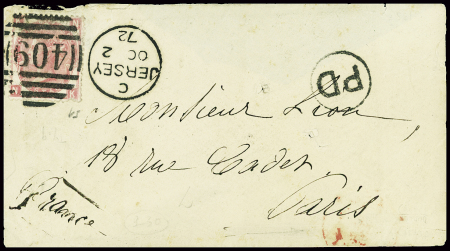 409
C
JERSEY
OC 2
72
PD
Monsieur Lion,
18 rue Cadet.
Paris
France